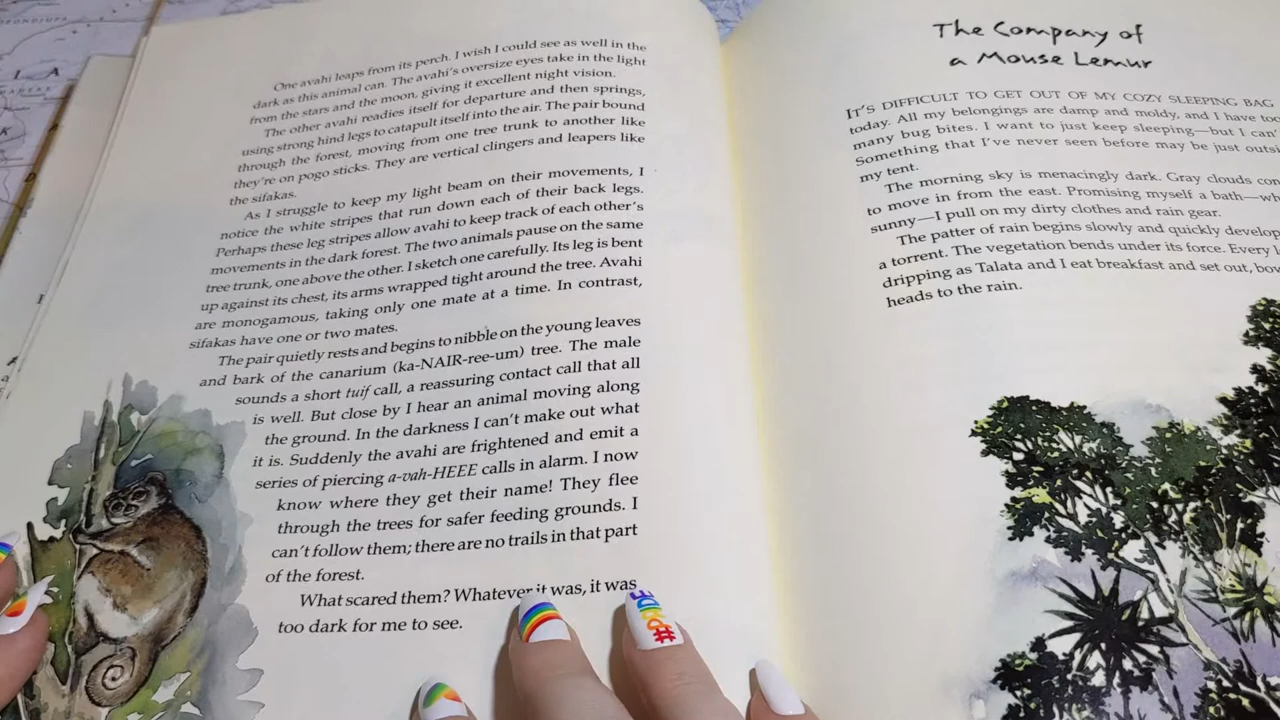 One avahi leaps from its perch. I wish I could see as well in the
dark as this animal can. The avahi's oversize eyes take in the light
from the stars and the moon, giving it excellent night vision.
The other avahi readies itself for departure and then springs,
using strong hind legs to catapult itself into the air. The pair bound
through the forest, moving from one tree trunk to another like
they're on pogo sticks. They are vertical clingers and leapers like
the sifakas.
As I struggle to keep my light beam on their movements, I
notice the white stripes that run down each of their back legs.
Perhaps these leg stripes allow avahi to keep track of each other's
movements in the dark forest. The two animals pause on the same
tree trunk, one above the other. I sketch one carefully. Its leg is bent
up against its chest, its arms wrapped tight around the tree. Avahi
are monogamous, taking only one mate at a time. In contrast,
sifakas have one or two mates.
The pair quietly rests and begins to nibble on the young leaves
and bark of the canarium (ka-NAIR-ree-um) tree. The male
sounds a short tuif call, a reassuring contact call that all
is well. But close by I hear an animal moving along
the ground. In the darkness I can't make out what
it is. Suddenly the avahi are frightened and emit a
series of piercing a-vah-HEEE calls in alarm. I now
know where they get their name! They flee
through the trees for safer feeding grounds. I
can't follow them; there are no trails in that part
of the forest.
What scared them? Whatever it was, it was
too dark for me to see.
#PRIDE
The Company of
a Mouse Lemur
IT'S DIFFICULT TO GET OUT OF MY COZY SLEEPING BAG
today. All my belongings are damp and moldy, and I have too
many bug bites. I want to just keep sleeping—but I can'
Something that I've never seen before may be just
my tent.
The morning sky is menacingly dark. Gray clouds
to move in from the east. Promising myself a bath
sunny—I pull on my dirty clothes and rain gear.
The patter of rain begins slowly and quickly
a torrent. The vegetation bends under its force. Every
dripping as Talata and I eat breakfast and set out,
heads to the rain.